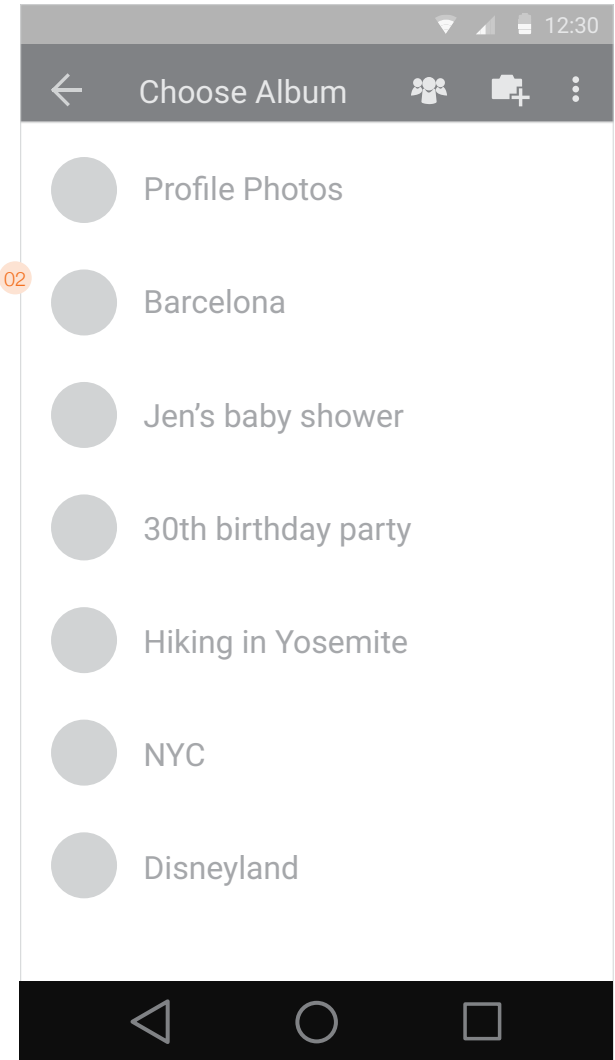 12:30
Choose Album
Profile Photos
02
Barcelona
Jen’s baby shower
30th birthday party
Hiking in Yosemite
NYC
Disneyland